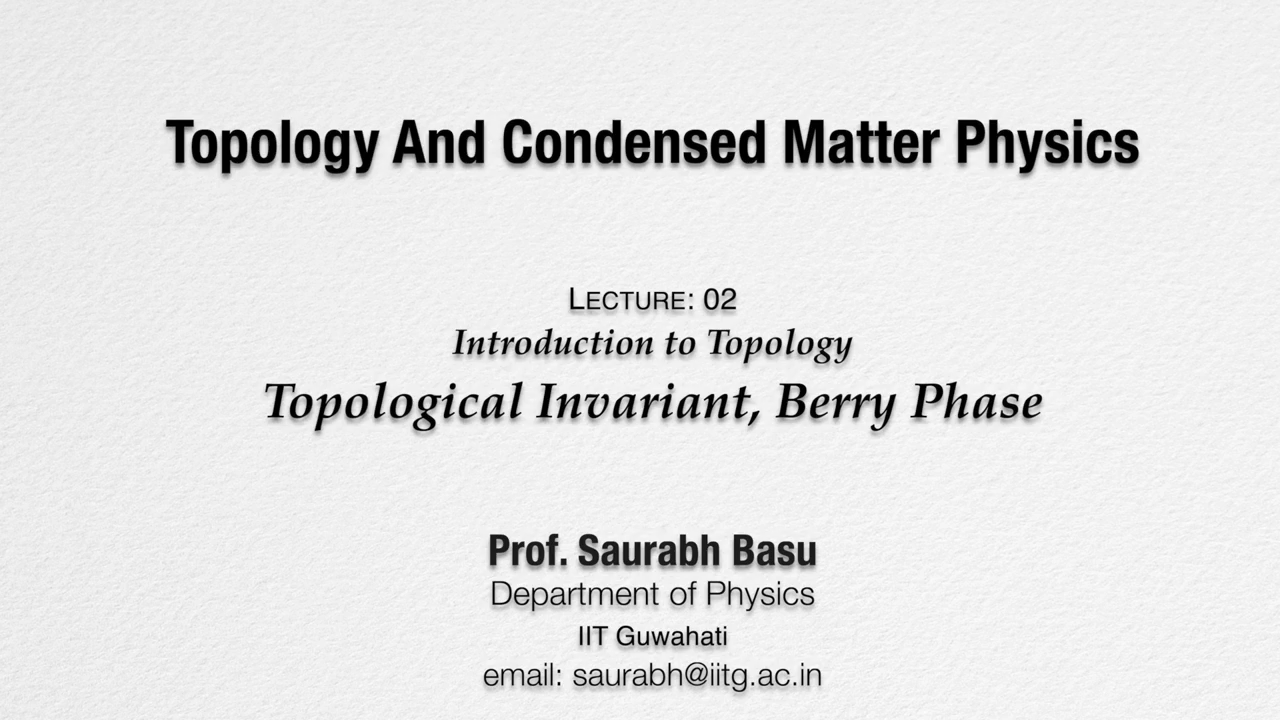 Topology And Condensed Matter Physics
LECTURE: 02
Introduction to Topology
Topological Invariant, Berry Phase
Prof. Saurabh Basu
Department of Physics
IIT Guwahati
email: saurabh@iitg.ac.in